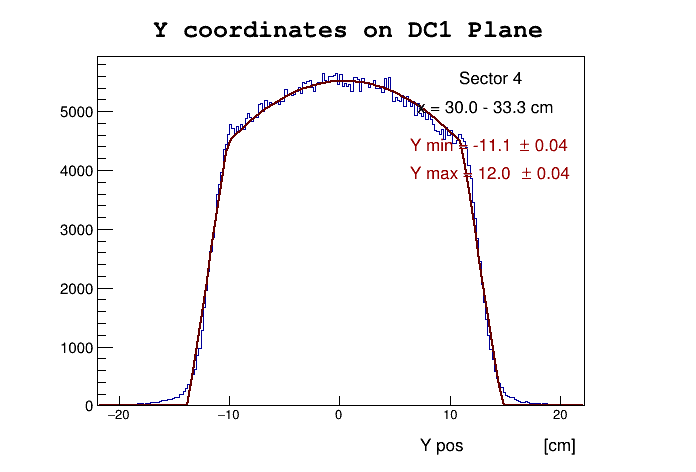 Y coordinates on DC1 Plane
Sector 4
x = 30.0 - 33.3 cm
Y min = -11.1 ± 0.04
Y max = 12.0 ± 0.04
5000
4000
3000
2000
1000
0
−20 −10 0 10 20
Y pos [cm]